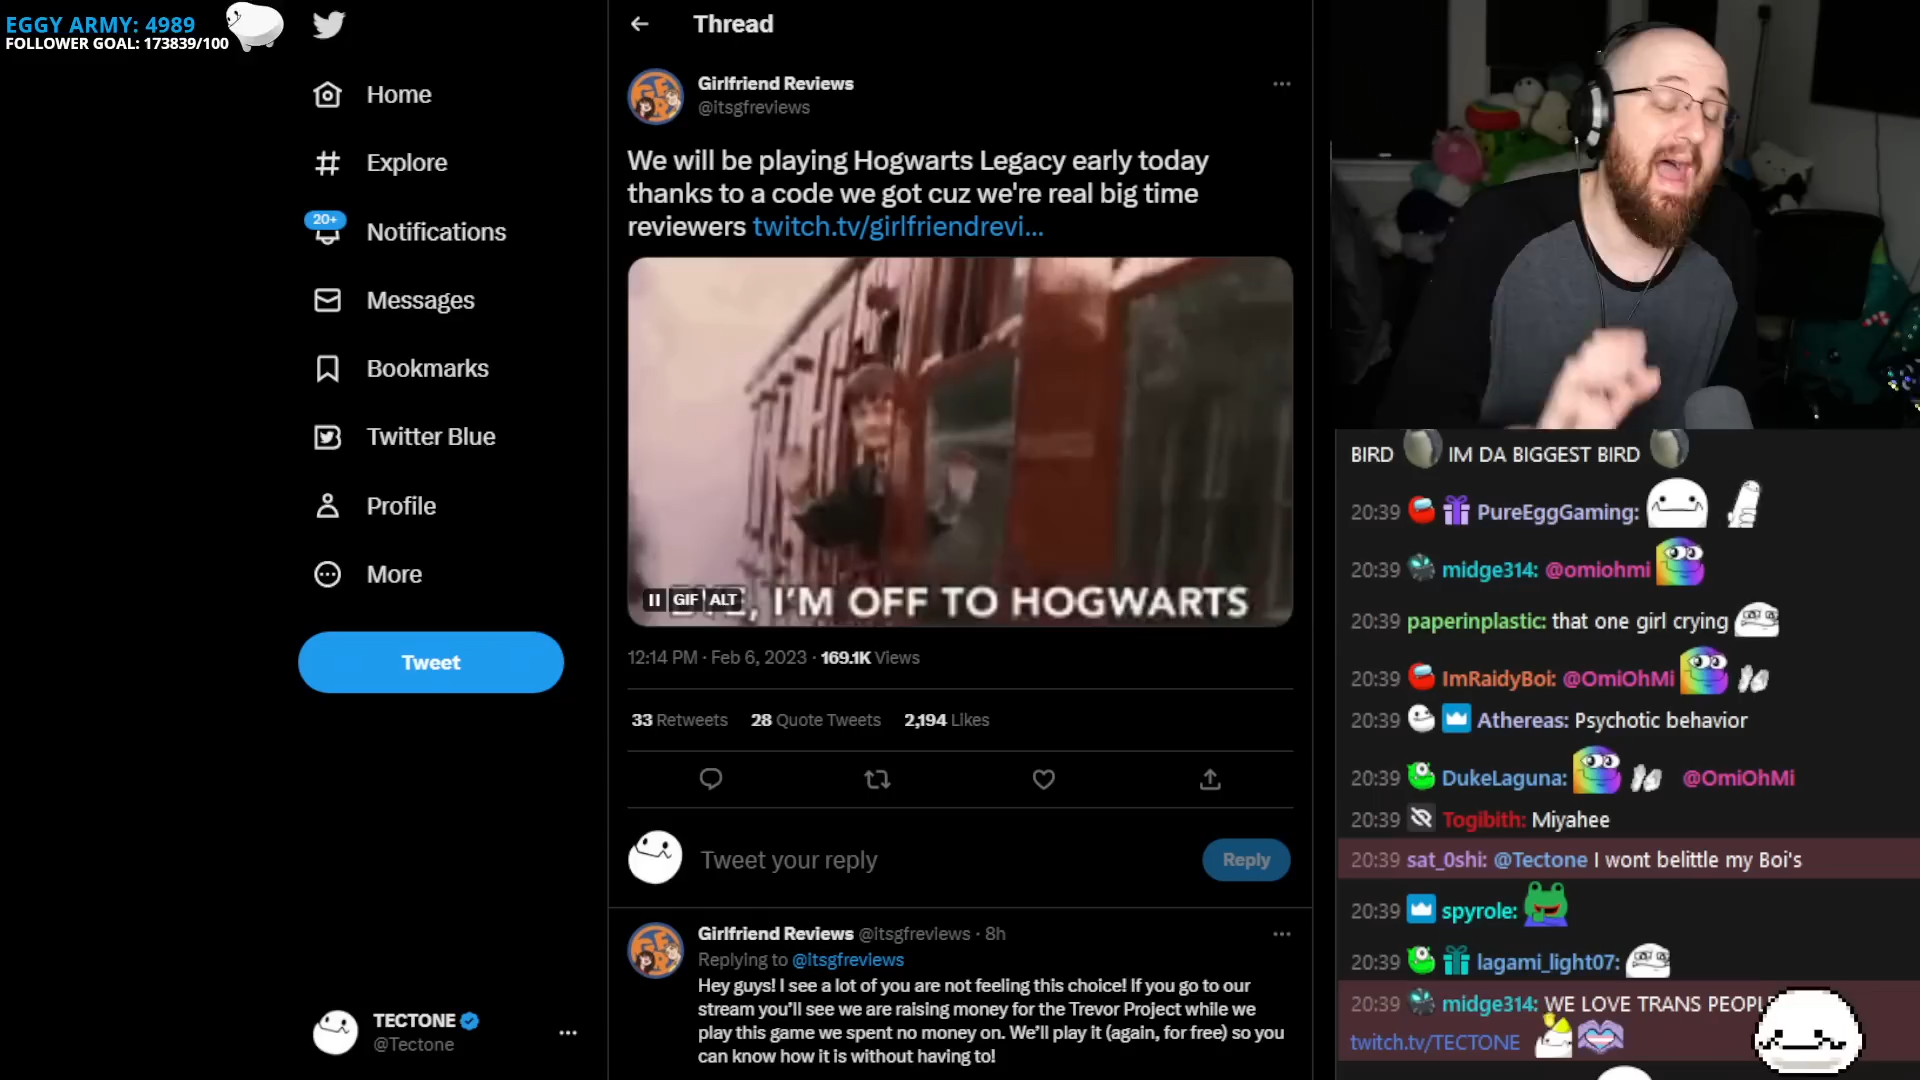 EGGY ARMY: 4989
FOLLOWER GOAL: 173839/100
Home
Explore
20+
Notifications
Messages
Bookmarks
Twitter Blue
Profile
More
Tweet
TECTONE
@Tectone
Thread
Girlfriend Reviews
@itsgfreviews
We will be playing Hogwarts Legacy early today
thanks to a code we got cuz we're real big time
reviewers twitch.tv/girlfriendrevi...
GIF ALT
, I'M OFF TO HOGWARTS
12:14 PM · Feb 6, 2023 · 169.1K Views
33 Retweets 28 Quote Tweets 2,194 Likes
Tweet your reply
Reply
Girlfriend Reviews @itsgfreviews · 8h
Replying to @itsgfreviews
Hey guys! I see a lot of you are not feeling this choice! If you go to our
stream you'll see we are raising money for the Trevor Project while we
play this game we spent no money on. We'll play it (again, for free) so you
can know how it is without having to!
BIRD IM DA BIGGEST BIRD
20:39 PureEggGaming:
20:39 midge314: @omiohmi
20:39 paperinplastic: that one girl crying
20:39 ImRaidyBoi: @OmiOhMi
20:39 Athereas: Psychotic behavior
20:39 DukeLaguna: @OmiOhMi
20:39 Togibith: Miyahee
20:39 sat_0shi: @Tectone I wont belittle my Boi's
20:39 spyrole:
20:39 lagami_light07:
20:39 midge314: WE LOVE TRANS
twitch.tv/TECTONE